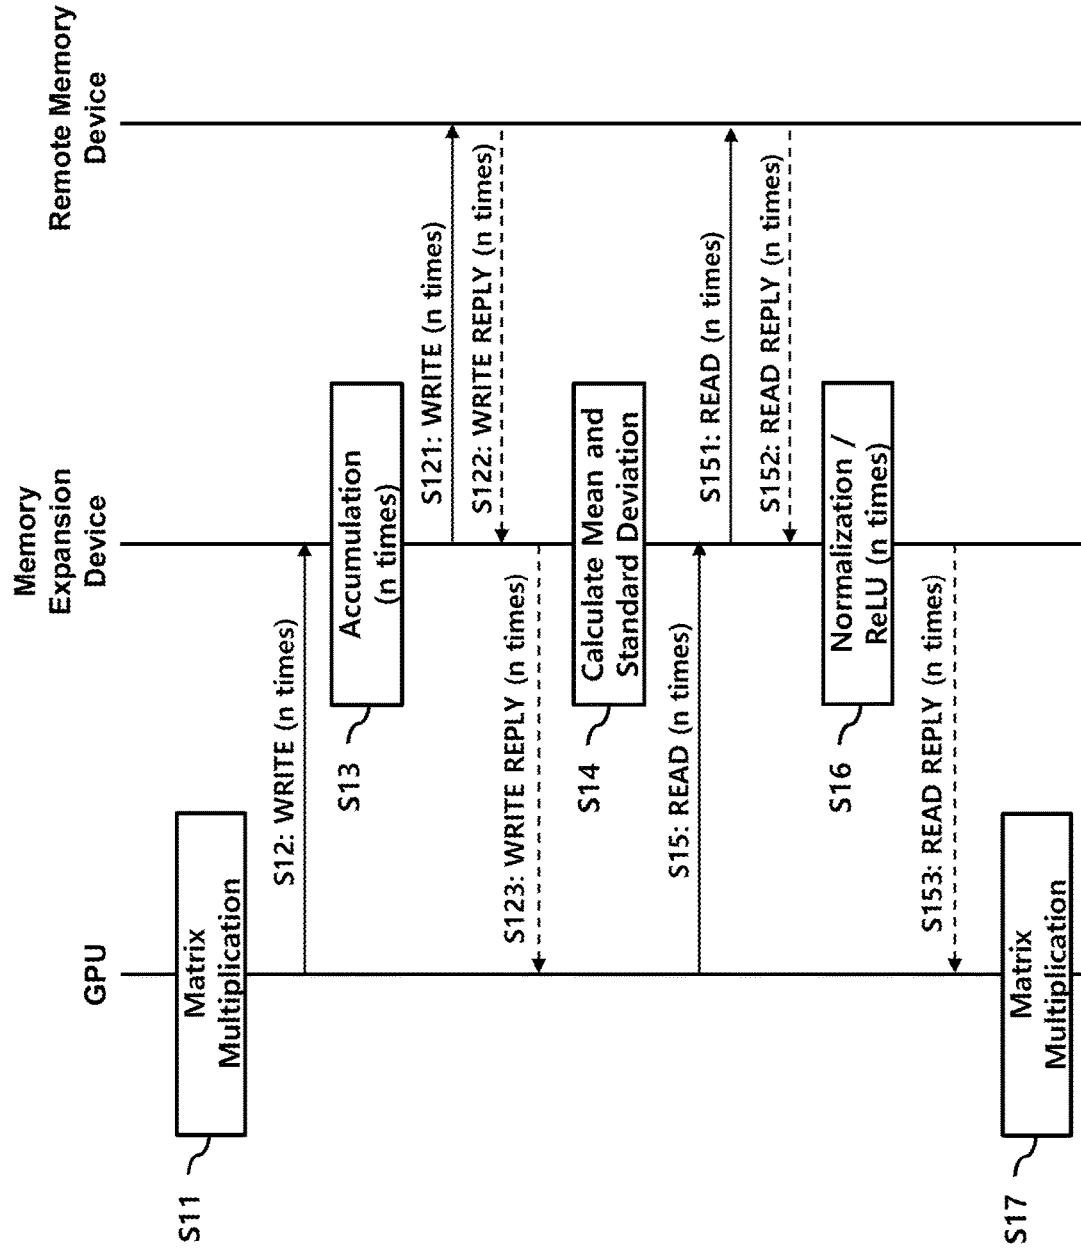 GPU
Memory
Expansion
Device
Remote Memory
Device
S11
Matrix
Multiplication
S12: WRITE (n times)
S13
Accumulation
(n times)
S121: WRITE (n times)
S122: WRITE REPLY (n times)
S123: WRITE REPLY (n times)
S14
Calculate Mean and
Standard Deviation
S15: READ (n times)
S151: READ (n times)
S152: READ REPLY (n times)
S16
Normalization /
ReLU (n times)
S153: READ REPLY (n times)
S17
Matrix
Multiplication